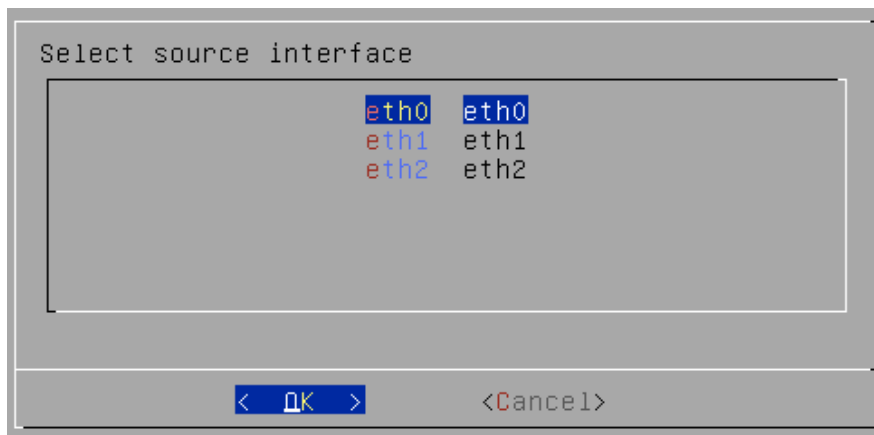 Select source interface
eth0 eth0
eth1 eth1
eth2 eth2
< OK > <Cancel>